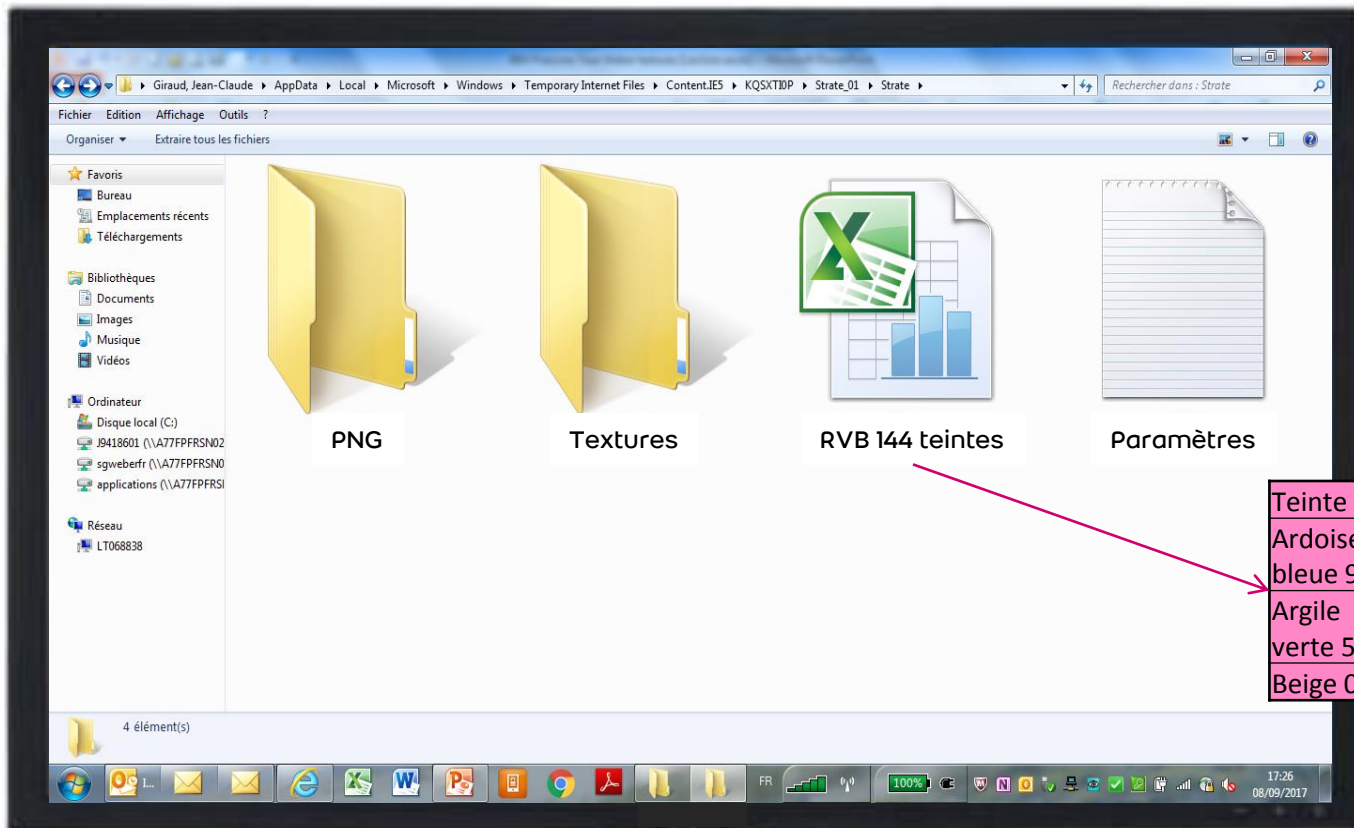 Giraud, Jean-Claude ▸ AppData ▸ Local ▸ Microsoft ▸ Windows ▸ Temporary Internet Files ▸ Content.IE5 ▸ KQSXTI0P ▸ Strate_01 ▸ Strate ▸
Rechercher dans : Strate
Fichier Edition Affichage Outils ?
Organiser Extraire tous les fichiers
Favoris
Bureau
Emplacements récents
Téléchargements
Bibliothèques
Documents
Images
Musique
Vidéos
Ordinateur
Disque local (C:)
J9418601 (\\A77FPFRSN02
sgweberfr (\\A77FPFRSN0
applications (\\A77FPFRS
Réseau
LT068838
PNG
Textures
RVB 144 teintes
Paramètres
Teinte
Ardoise
bleue 9
Argile
verte 5
Beige 0
4 élément(s)
FR
100%
17:26
08/09/2017